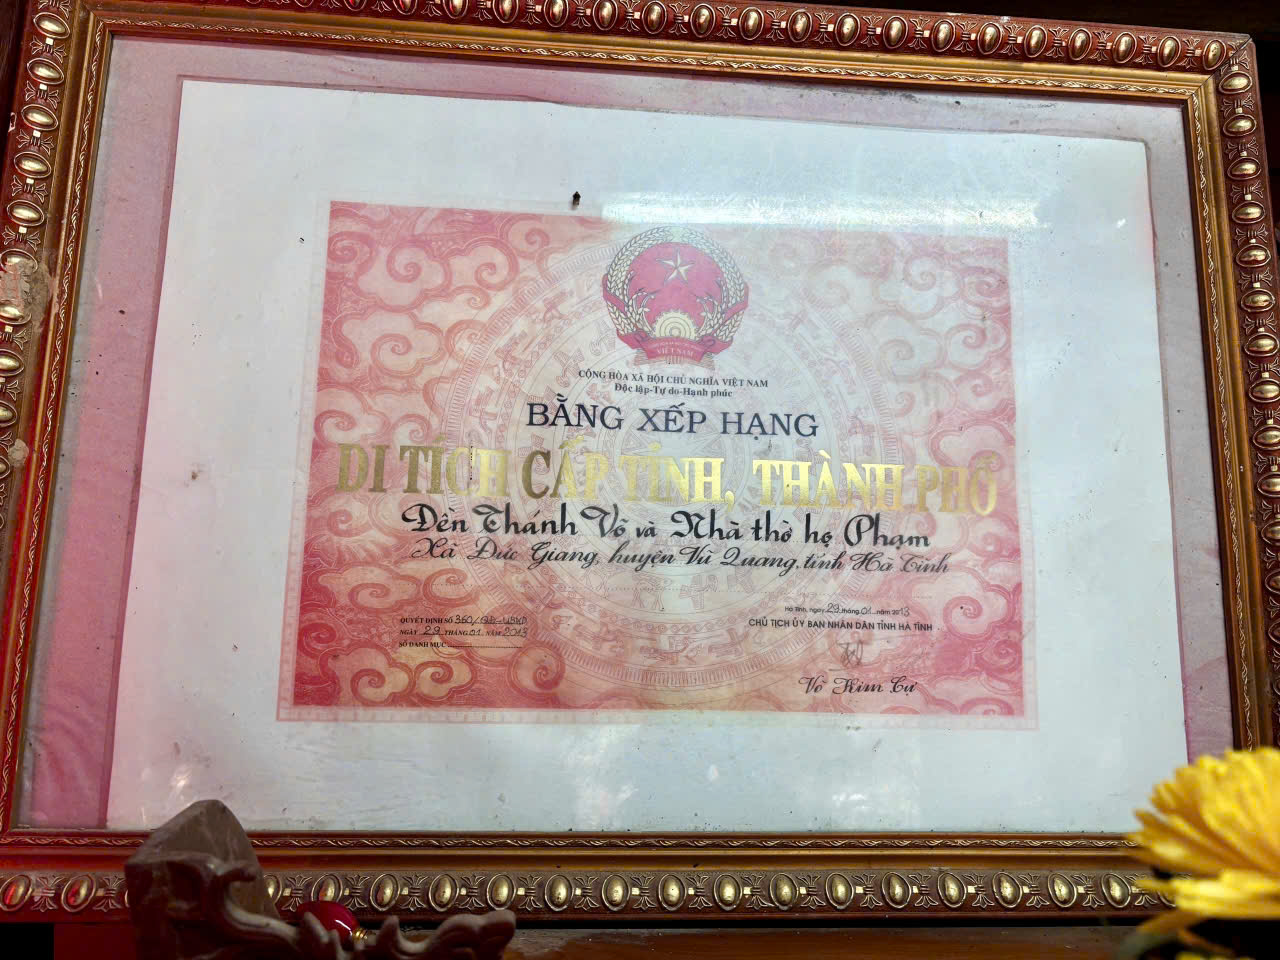 VIỆT NAM
CỘNG HÒA XÃ HỘI CHỦ NGHĨA VIỆT NAM
Độc lập-Tự do-Hạnh phúc
BẰNG XẾP HẠNG
DI TÍCH CẤP TỈNH, THÀNH PHỐ
Đền Thánh Võ và Nhà thờ họ Phạm
Xã Đức Giang, huyện Vũ Quang, tỉnh Hà Tĩnh
Hà Tĩnh, ngày 29 tháng 01 năm 2013
CHỦ TỊCH ỦY BAN NHÂN DÂN TỈNH HÀ TĨNH
QUYẾT ĐỊNH SỐ 360/QĐ-UBND
NGÀY 29 THÁNG 01 NĂM 2013
SỐ DANH MỤC
Võ Kim Cự